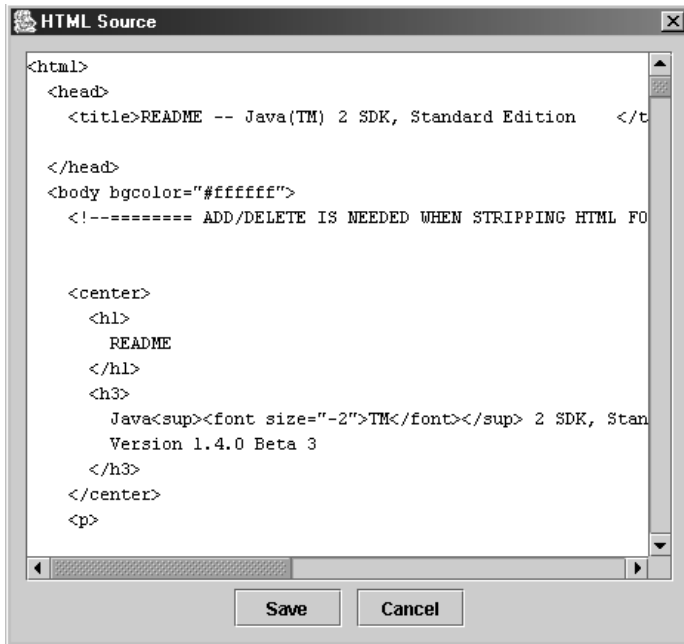 HTML Source
<html>
<head>
<title>README -- Java(TM) 2 SDK, Standard Edition    </t
</head>
<body bgcolor="#ffffff">
<!--======== ADD/DELETE IS NEEDED WHEN STRIPPING HTML FO
<center>
<h1>
README
</h1>
<h3>
Java<sup><font size="-2">TM</font></sup> 2 SDK, Stan
Version 1.4.0 Beta 3
</h3>
</center>
<p>
Save
Cancel